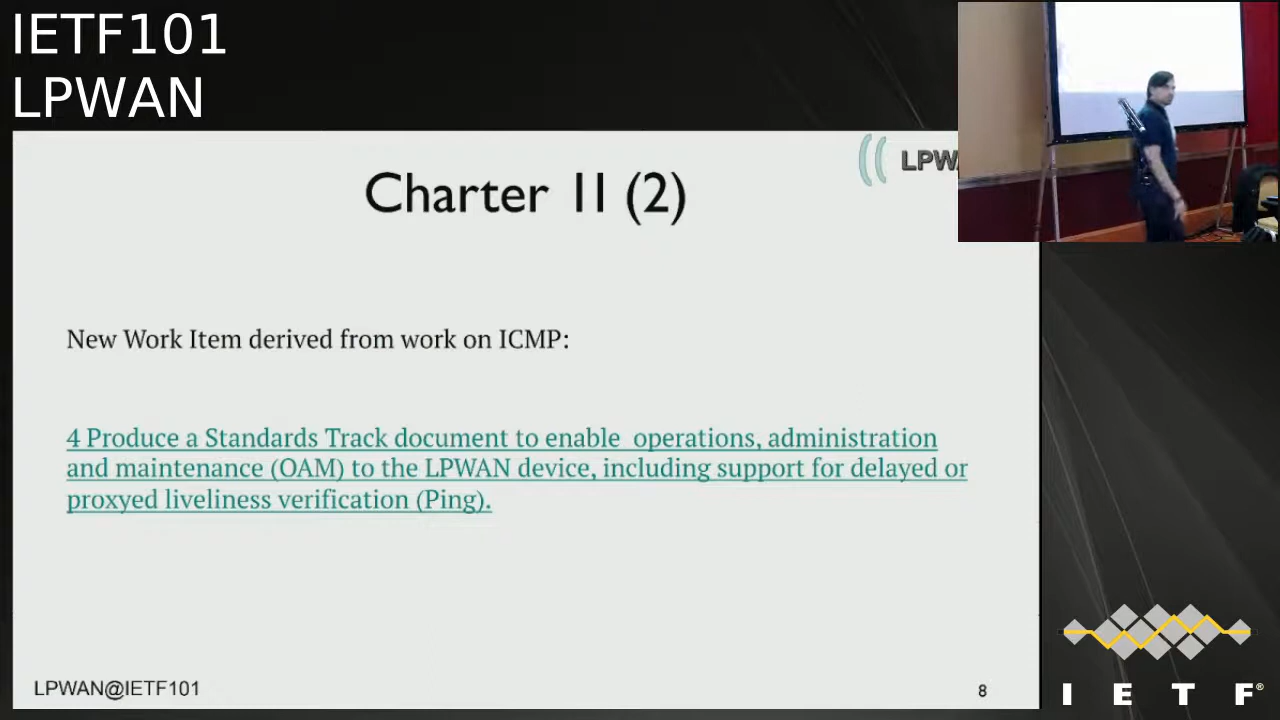 IETF101
LPWAN
LPW
Charter II (2)
New Work Item derived from work on ICMP:
4 Produce a Standards Track document to enable  operations, administration
and maintenance (OAM) to the LPWAN device, including support for delayed or
proxyed liveliness verification (Ping).
LPWAN@IETF101
8
I E T F®